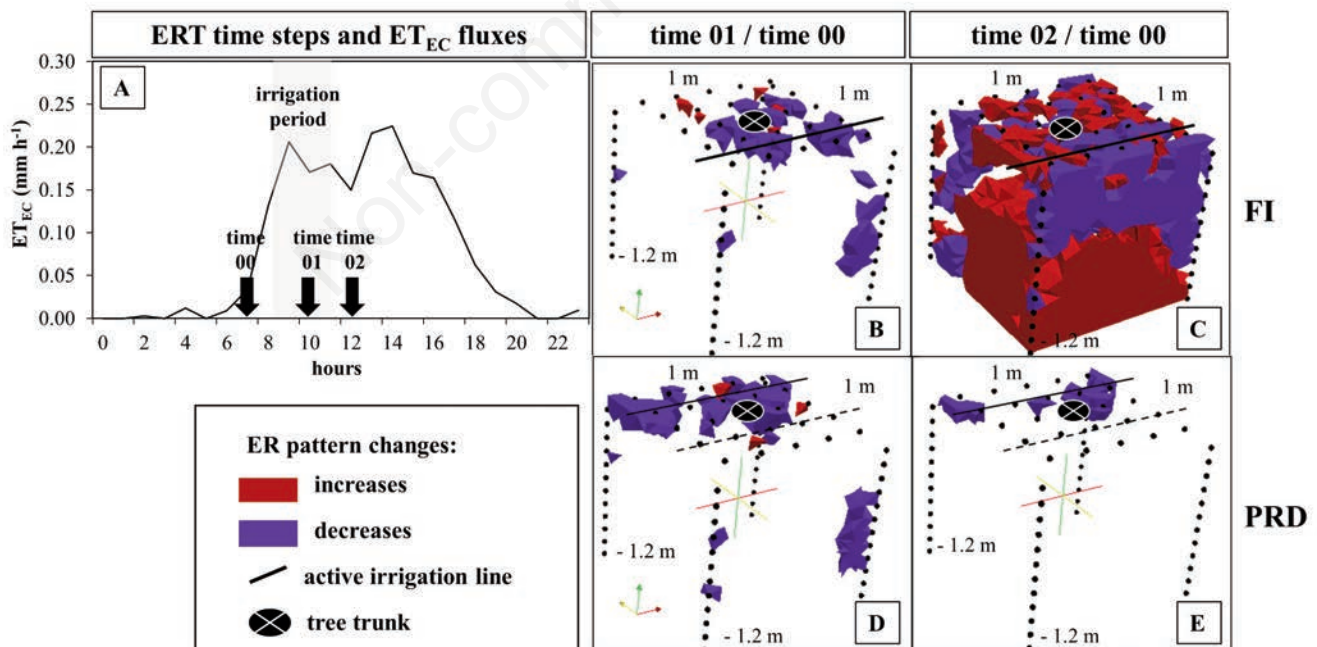 ERT time steps and ETEC fluxes
time 01 / time 00
time 02 / time 00
A
ETEC (mm h-1)
0.30
0.25
0.20
0.15
0.10
0.05
0.00
irrigation
period
time
00
time
01
time
02
0 2 4 6 8 10 12 14 16 18 20 22
hours
1 m
1 m
- 1.2 m
- 1.2 m
B
1 m
1 m
- 1.2 m
- 1.2 m
C
FI
ER pattern changes:
increases
decreases
active irrigation line
tree trunk
1 m
1 m
- 1.2 m
- 1.2 m
D
1 m
1 m
- 1.2 m
- 1.2 m
E
PRD